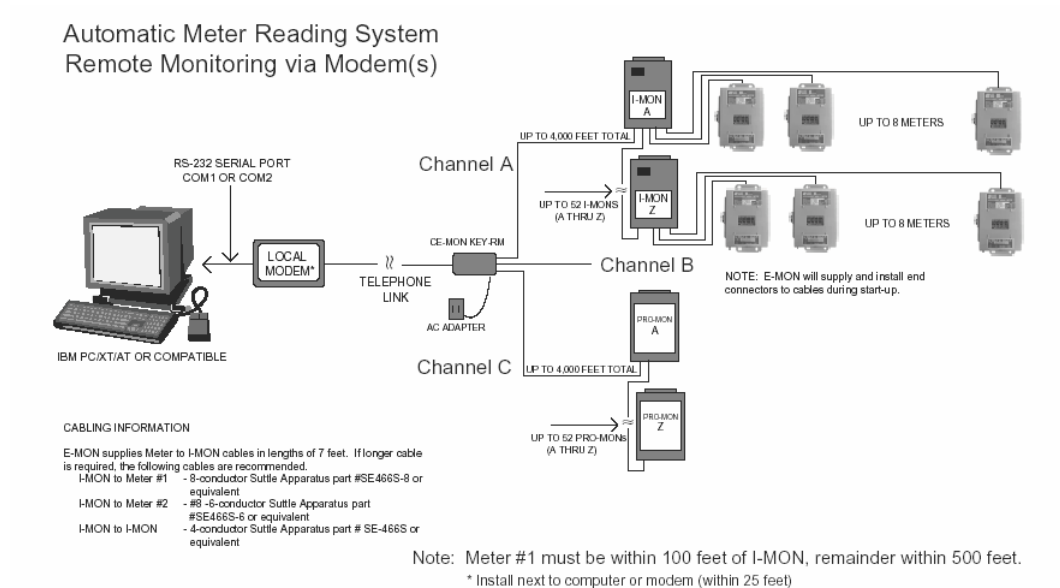 Automatic Meter Reading System
Remote Monitoring via Modem(s)
I-MON
A
UP TO 8 METERS
UP TO 4,000 FEET TOTAL
Channel A
RS-232 SERIAL PORT
COM1 OR COM2
UP TO 52 I-MONS
(A THRU Z)
I-MON
Z
UP TO 8 METERS
CE-MON KEY-RM
LOCAL
MODEM*
Channel B
TELEPHONE
LINK
NOTE: E-MON will supply and install end
connectors to cables during start-up.
AC ADAPTER
PRO-MON
A
IBM PC/XT/AT OR COMPATIBLE
Channel C
UP TO 4,000 FEET TOTAL
PRO-MON
Z
UP TO 52 PRO-MONs
(A THRU Z)
CABLING INFORMATION
E-MON supplies Meter to I-MON cables in lengths of 7 feet. If longer cable
is required, the following cables are recommended.
I-MON to Meter #1 - 8-conductor Suttle Apparatus part #SE466S-8 or
equivalent
I-MON to Meter #2 - #8 -6-conductor Suttle Apparatus part
#SE466S-6 or equivalent
I-MON to I-MON - 4-conductor Suttle Apparatus part # SE-466S or
equivalent
Note: Meter #1 must be within 100 feet of I-MON, remainder within 500 feet.
* Install next to computer or modem (within 25 feet)